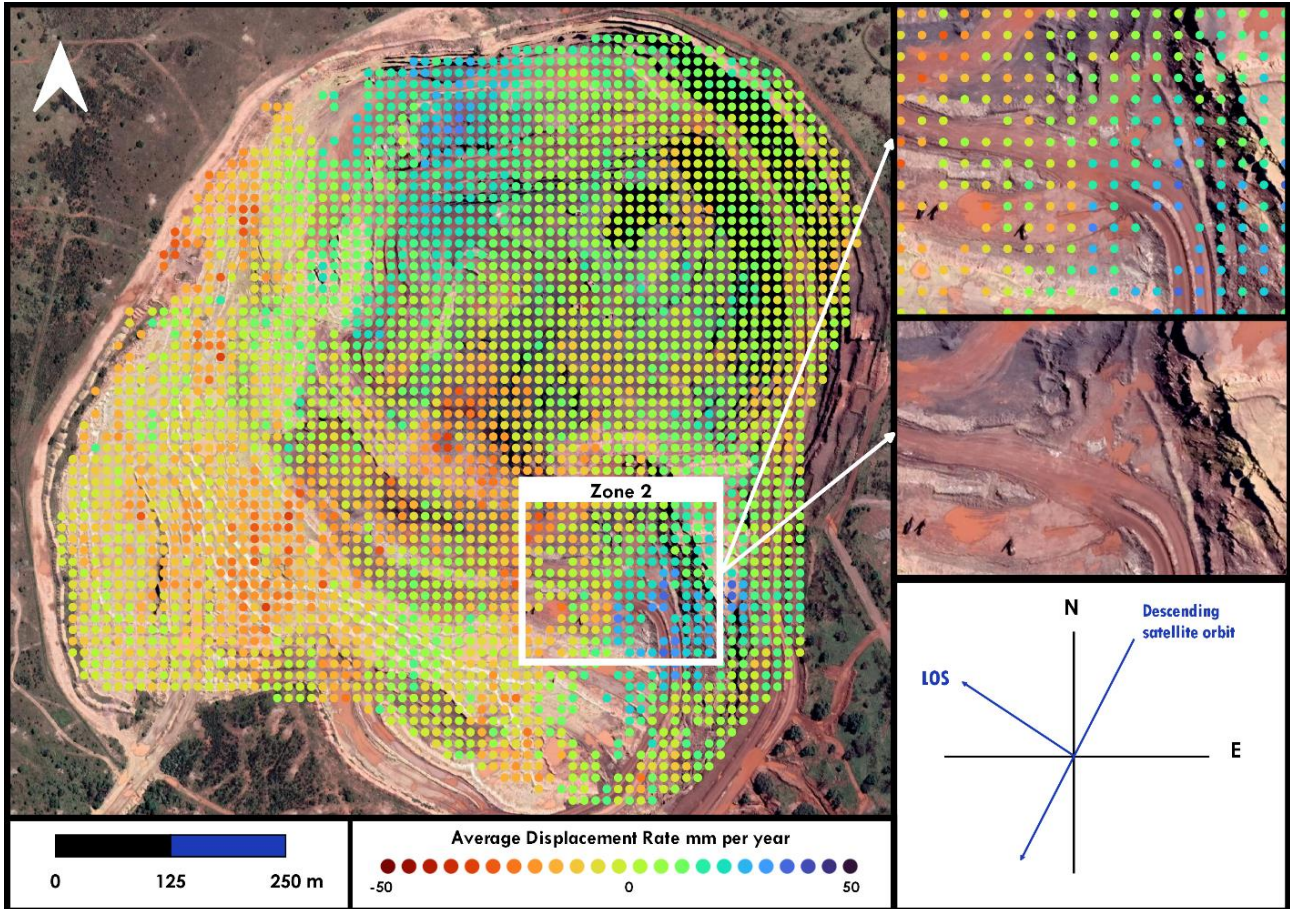 Zone 2
N
Descending
satellite orbit
LOS
E
0 125 250 m
Average Displacement Rate mm per year
-50 0 50